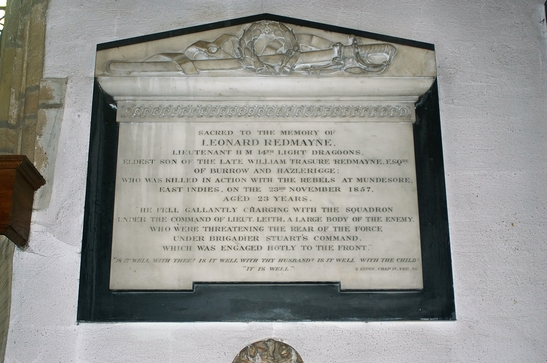 SACRED TO THE MEMORY OF
LEONARD REDMAYNE,
LIEUTENANT H M 14TH LIGHT DRAGOONS,
ELDEST SON OF THE LATE WILLIAM TRASURE REDMAYNE, ESQRE
OF BURROW AND HAZLERIGGE;
WHO WAS KILLED IN ACTION WITH THE REBELS AT MUNDESORE,
EAST INDIES, ON THE 23RD NOVEMBER 1857,
AGED 23 YEARS.
HE FELL GALLANTLY CHARGING WITH THE SQUADRON
UNDER THE COMMAND OF LIEUT. LEITH, A LARGE BODY OF THE ENEMY,
WHO WERE THREATENING THE REAR OF THE FORCE
UNDER BRIGADIER STUART'S COMMAND,
WHICH WAS ENGAGED HOTLY TO THE FRONT.
"IS IT WELL WITH THEE? IS IT WELL WITH THY HUSBAND? IS IT WELL WITH THE CHILD?
"IT IS WELL."